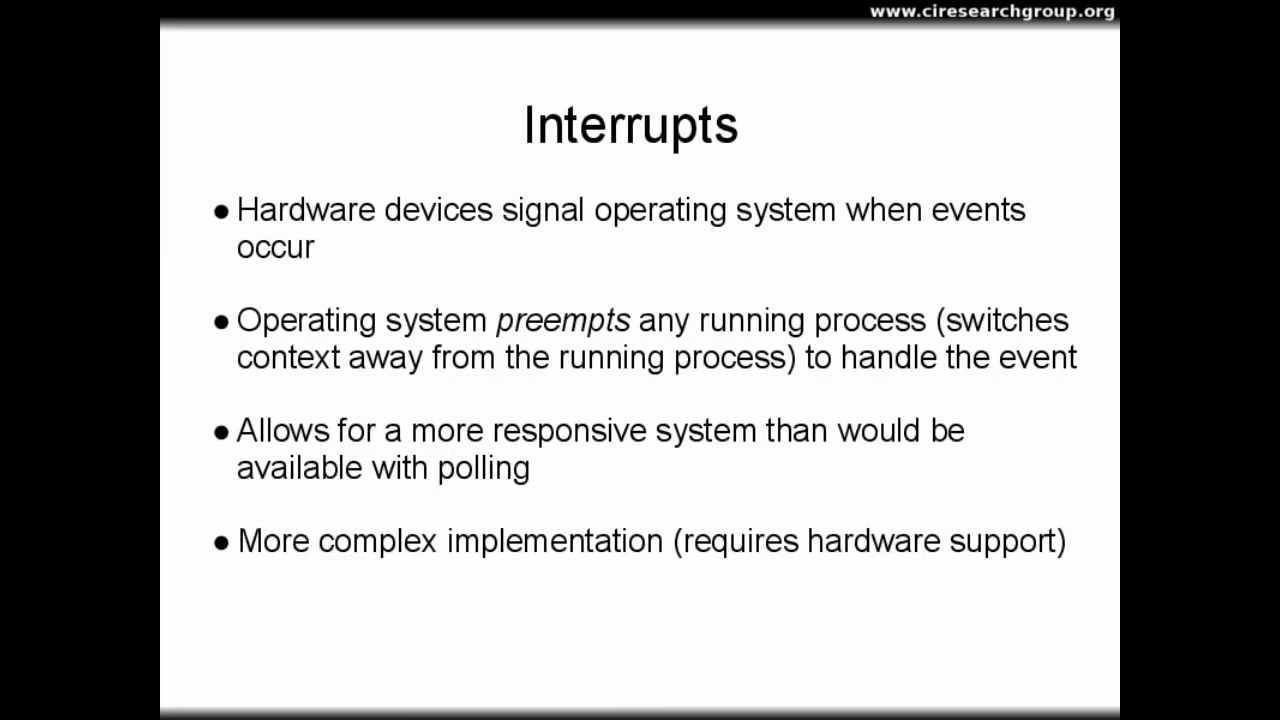 www.ciresearchgroup.org
Interrupts
● Hardware devices signal operating system when events
occur
● Operating system preempts any running process (switches
context away from the running process) to handle the event
● Allows for a more responsive system than would be
available with polling
● More complex implementation (requires hardware support)